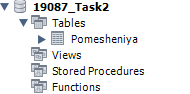 19087_Task2
Tables
Pomesheniya
Views
Stored Procedures
Functions